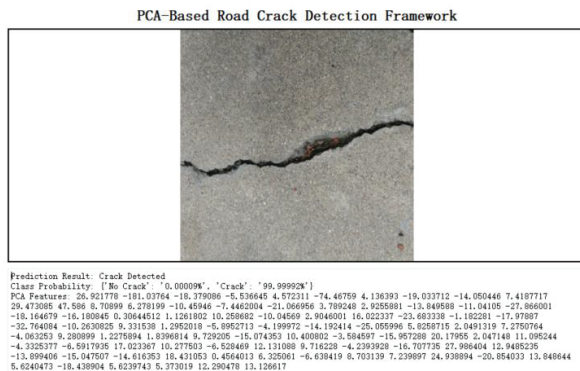 PCA-Based Road Crack Detection Framework
Prediction Result: Crack Detected
Class Probability: ['No Crack': '0.00009%', 'Crack': '99.99992%']
PCA Features: 26.921778 -181.03764 -18.379086 -5.536645 4.572311 -74.46759 4.136393 -19.033712 -14.050446 7.4187717
29.473085 47.586 8.70899 6.278199 -10.45946 -7.4462004 -21.066956 3.789248 2.9255881 -13.849588 -11.04105 -27.866001
-18.164679 -16.180845 0.30644512 1.1261802 10.258682 -10.04569 2.9046001 16.022337 -23.683338 -1.182281 -17.97887
-32.764084 -10.2630825 9.331538 1.2952018 -5.8952713 -4.199972 -14.192414 -25.055996 5.8258715 2.0491319 7.2750764
-4.063253 9.280899 1.2275894 1.8396814 9.729205 -15.074353 10.400802 -3.584597 -15.957288 20.17955 2.047148 11.095244
-4.3325377 -6.5917935 17.023367 10.277503 -6.528469 12.131088 9.716228 -4.2393928 -16.707735 27.986404 12.9485235
-13.899406 -15.047507 -14.616353 18.431053 0.4564013 6.325061 -6.638419 8.703139 7.239897 24.938894 -20.854033 13.848644
5.6240473 -18.438904 5.6239743 5.373019 12.290478 13.126617